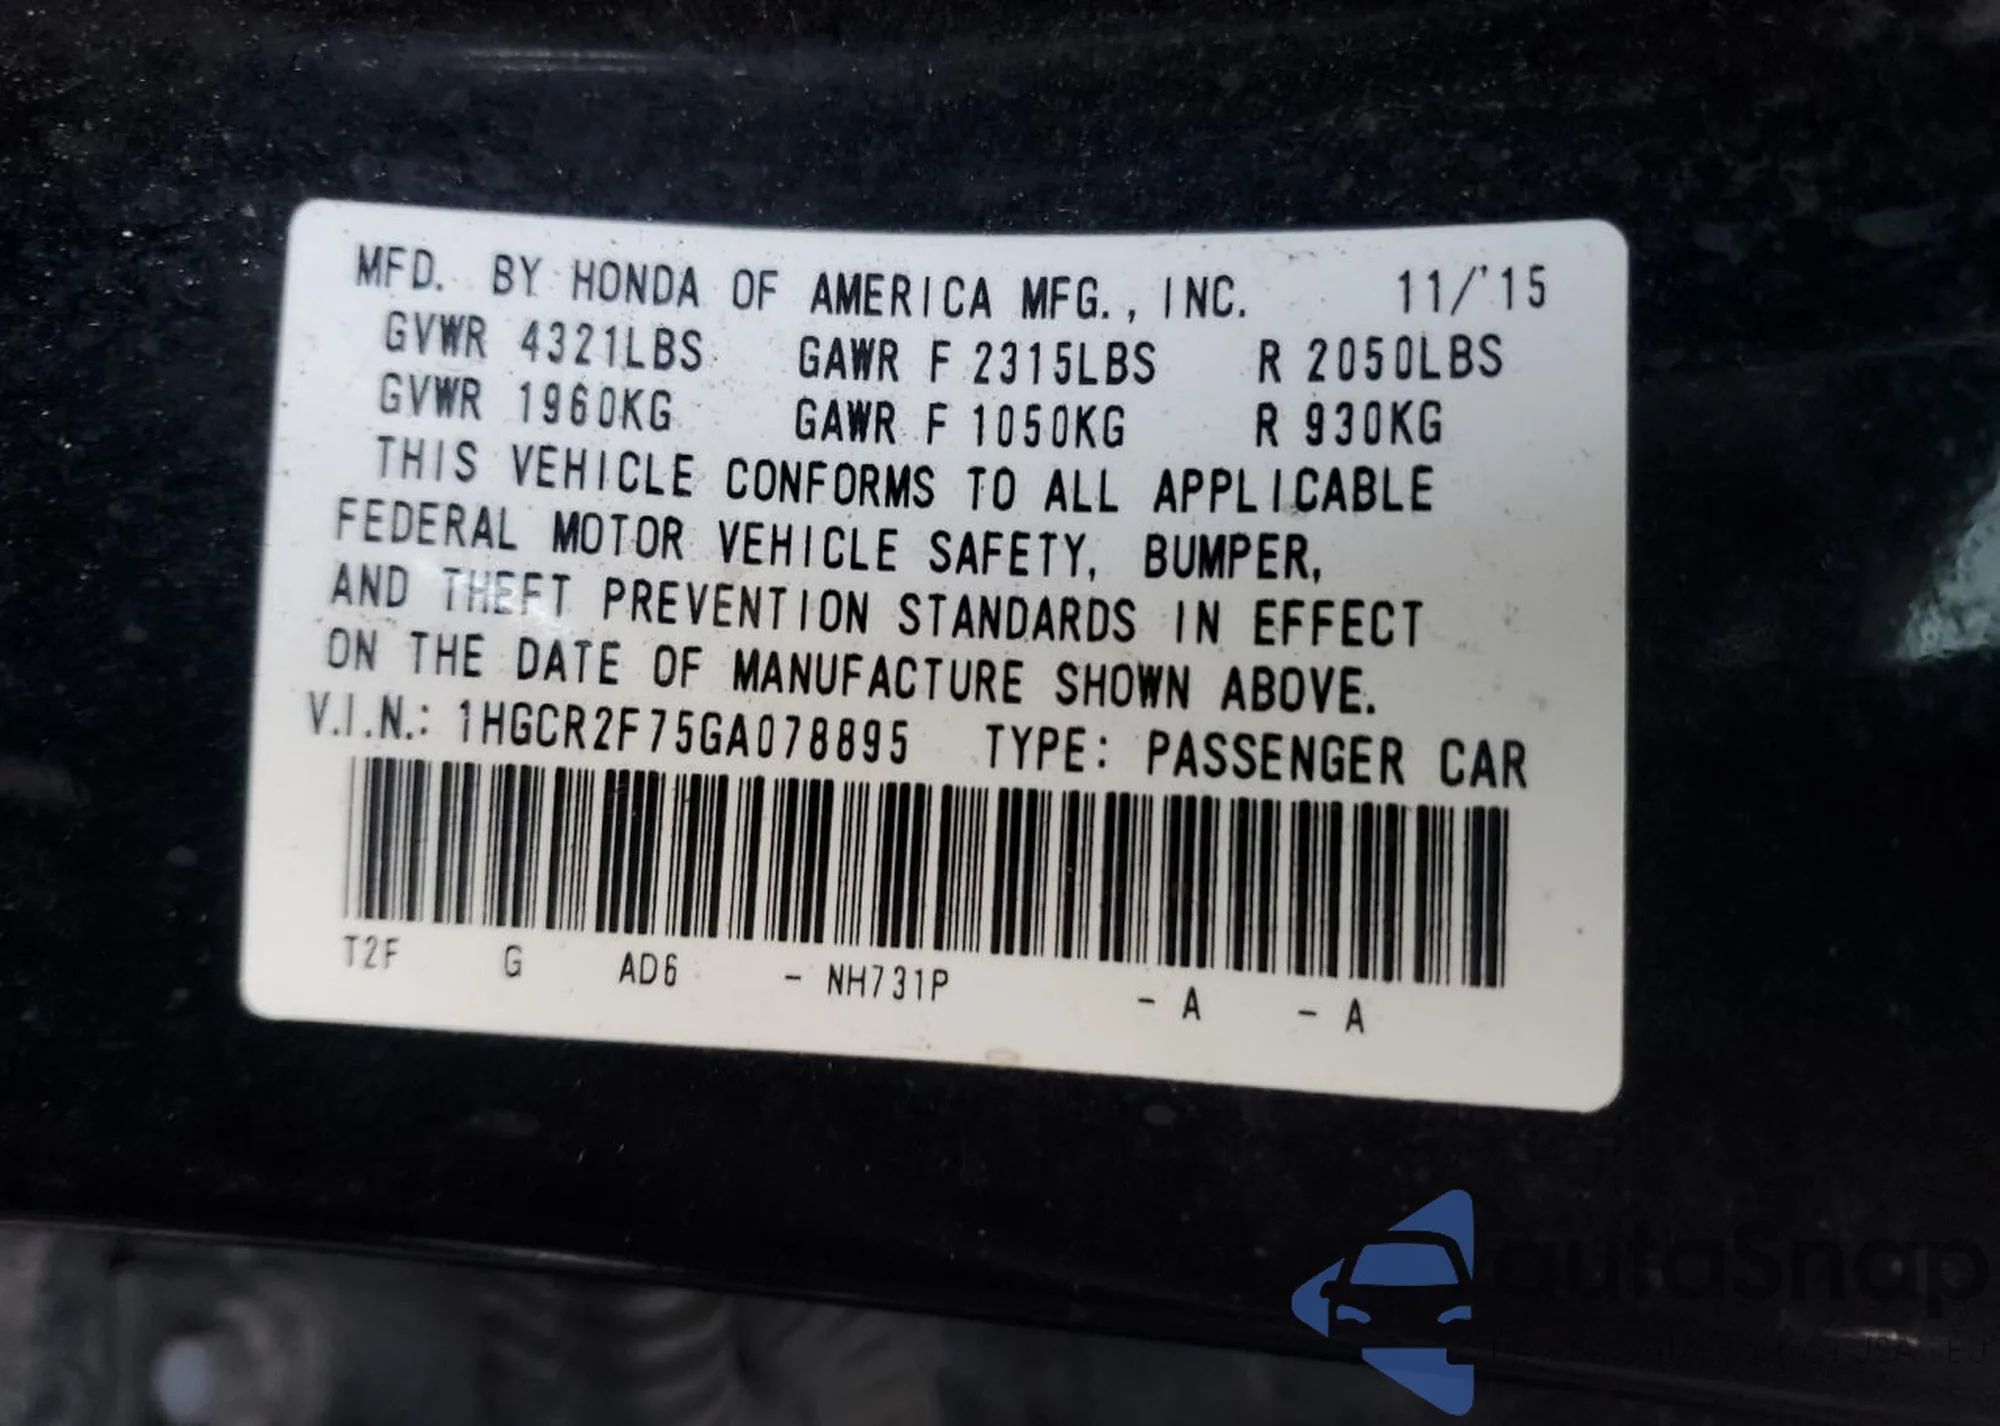 MFD. BY HONDA OF AMERICA MFG., INC. 11/'15
GVWR 4321LBS GAWR F 2315LBS R 2050LBS
GVWR 1960KG GAWR F 1050KG R 930KG
THIS VEHICLE CONFORMS TO ALL APPLICABLE
FEDERAL MOTOR VEHICLE SAFETY, BUMPER,
AND THEFT PREVENTION STANDARDS IN EFFECT
ON THE DATE OF MANUFACTURE SHOWN ABOVE.
V.I.N.: 1HGCR2F75GA078895 TYPE: PASSENGER CAR
T2F G AD6 - NH731P - A - A
autoSnap